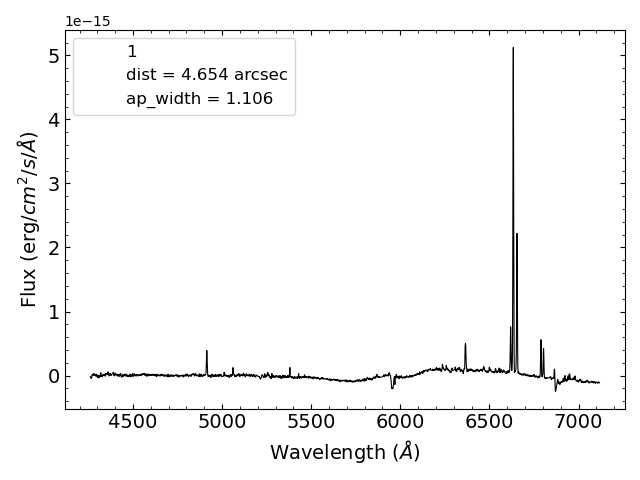 1e−15
1
dist = 4.654 arcsec
ap_width = 1.106
Flux (erg/cm²/s/Å)
5
4
3
2
1
0
4500 5000 5500 6000 6500 7000
Wavelength (Å)